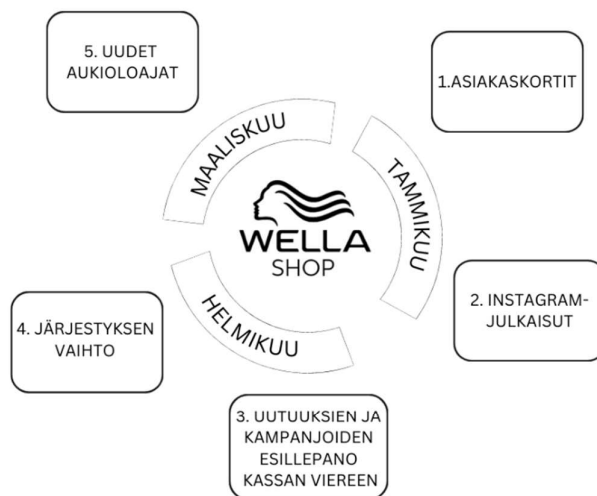 5. UUDET
AUKIOLOAJAT
1.ASIAKASKORTIT
MAALISKUU
TAMMIKUU
WELLA
SHOP
HELMIKUU
2. INSTAGRAM-
JULKAISUT
4. JÄRJESTYKSEN
VAIHTO
3. UUTUUKSIEN JA
KAMPANJOIDEN
ESILLEPANO
KASSAN VIEREEN